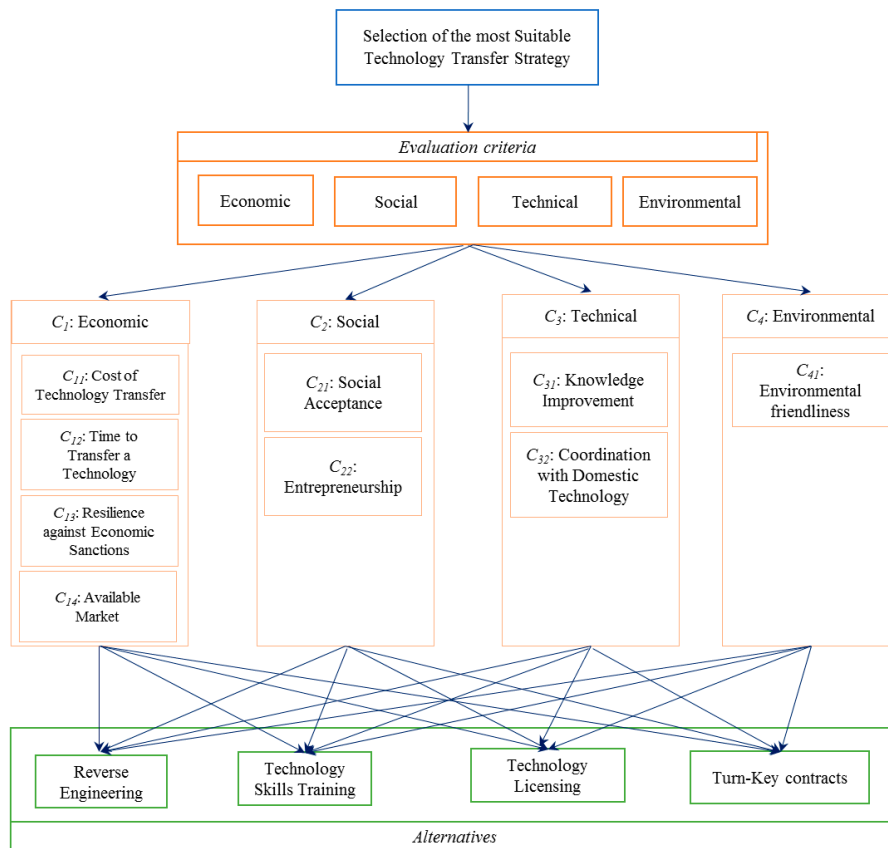 Selection of the most Suitable
Technology Transfer Strategy
Evaluation criteria
Economic
Social
Technical
Environmental
C1: Economic
C11: Cost of
Technology Transfer
C12: Time to
Transfer a
Technology
C13: Resilience
against Economic
Sanctions
C14: Available
Market
C2: Social
C21: Social
Acceptance
C22:
Entrepreneurship
C3: Technical
C31: Knowledge
Improvement
C32: Coordination
with Domestic
Technology
C4: Environmental
C41:
Environmental
friendliness
Reverse
Engineering
Technology
Skills Training
Technology
Licensing
Turn-Key contracts
Alternatives